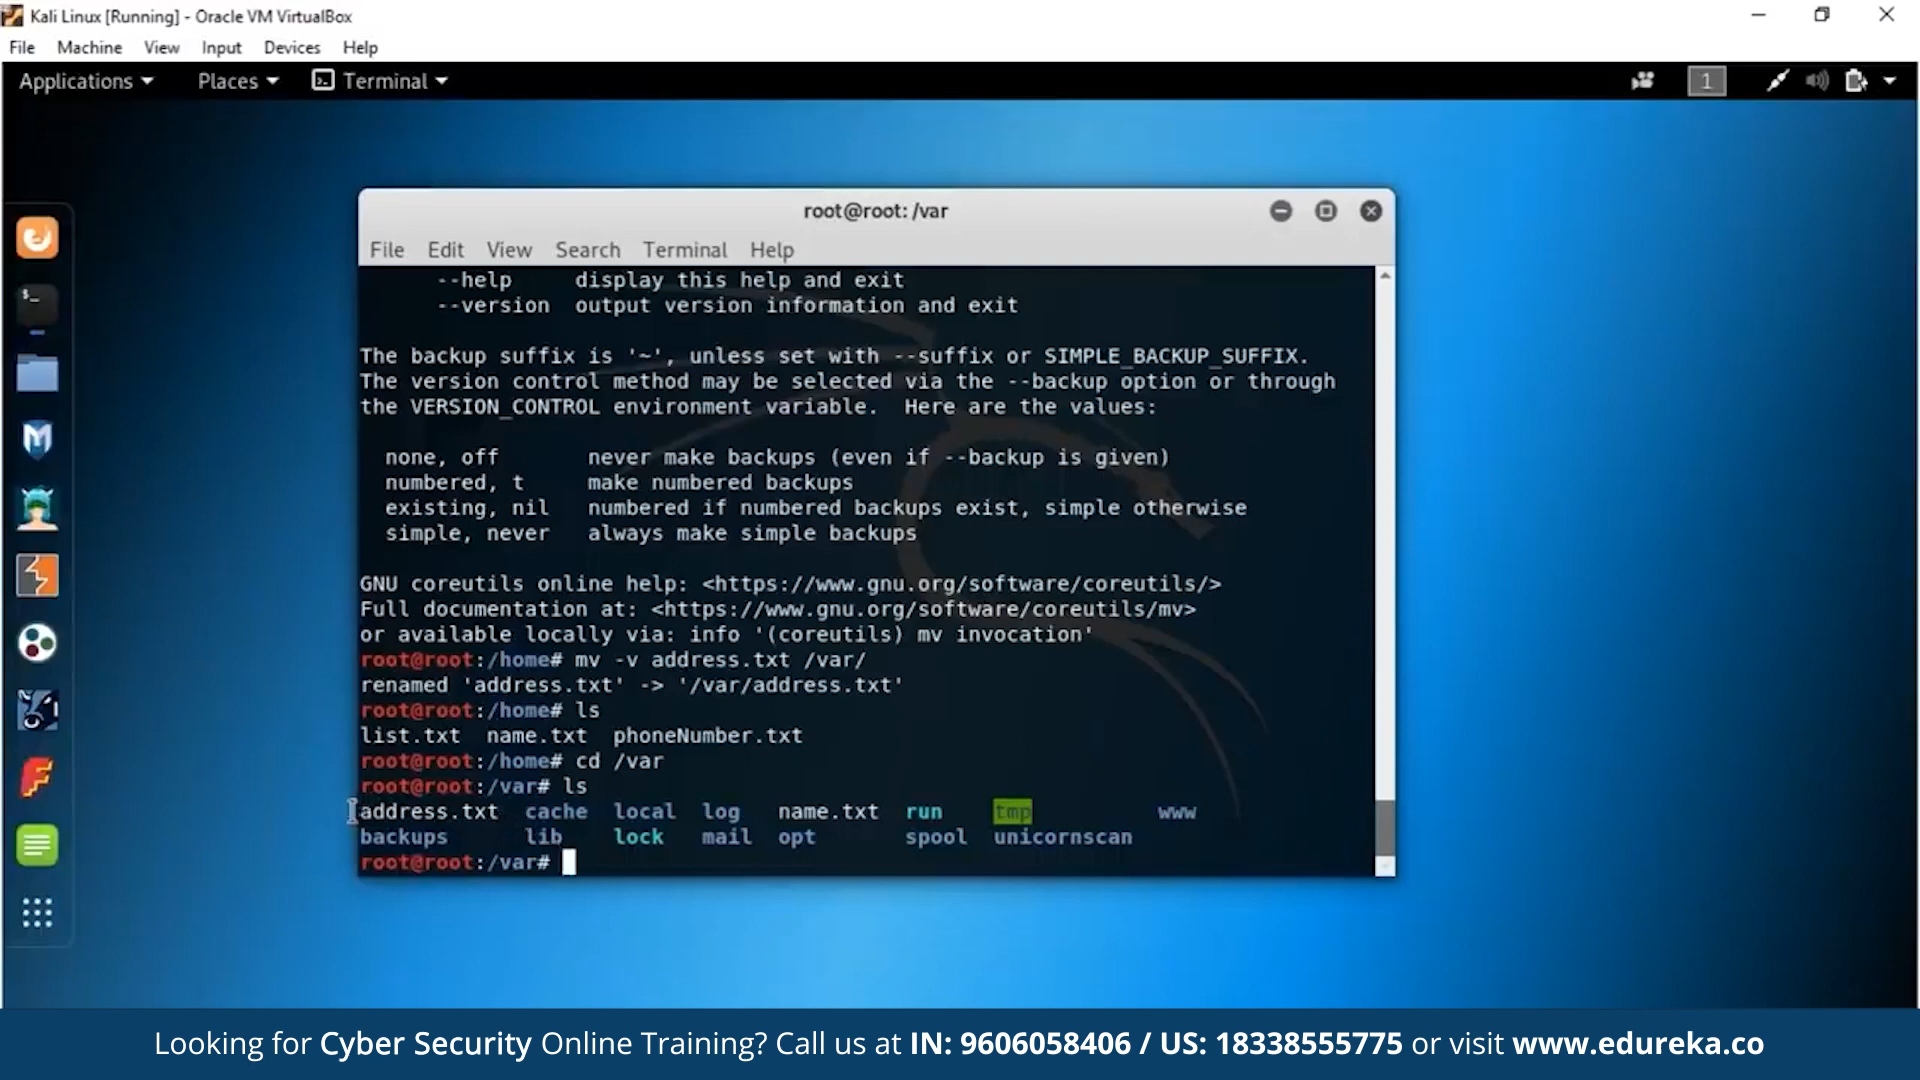 Kali Linux [Running] - Oracle VM VirtualBox
File Machine View Input Devices Help
Applications Places Terminal 1
root@root: /var
File Edit View Search Terminal Help
--help display this help and exit
--version output version information and exit
The backup suffix is '~', unless set with --suffix or SIMPLE_BACKUP_SUFFIX.
The version control method may be selected via the --backup option or through
the VERSION_CONTROL environment variable. Here are the values:
none, off never make backups (even if --backup is given)
numbered, t make numbered backups
existing, nil numbered if numbered backups exist, simple otherwise
simple, never always make simple backups
GNU coreutils online help: <https://www.gnu.org/software/coreutils/>
Full documentation at: <https://www.gnu.org/software/coreutils/mv>
or available locally via: info '(coreutils) mv invocation'
root@root:/home# mv -v address.txt /var/
renamed 'address.txt' -> '/var/address.txt'
root@root:/home# ls
list.txt name.txt phoneNumber.txt
root@root:/home# cd /var
root@root:/var# ls
address.txt cache local log name.txt run tmp www
backups lib lock mail opt spool unicornscan
root@root:/var#
Looking for Cyber Security Online Training? Call us at IN: 9606058406 / US: 18338555775 or visit www.edureka.co